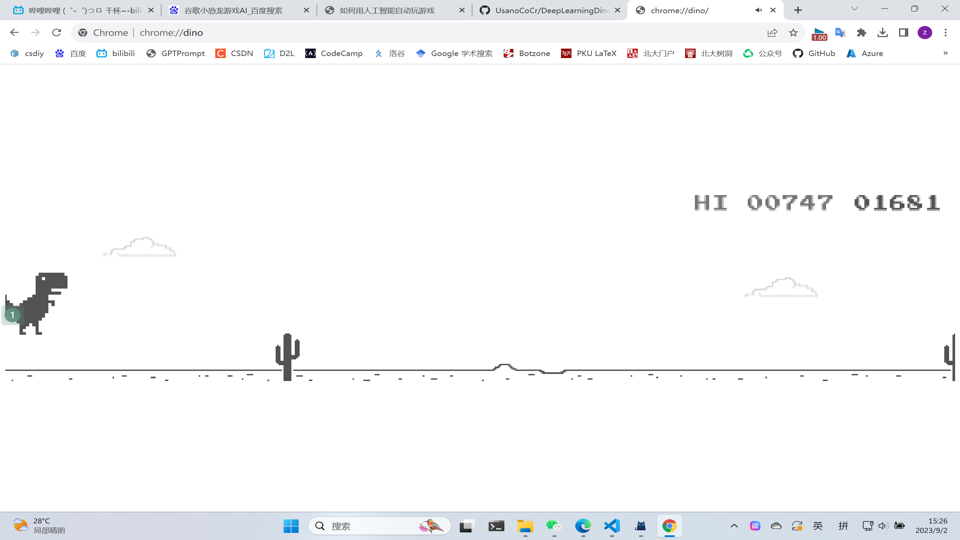 哔哩哔哩 (゜-゜)つロ 干杯~-bili
谷歌小恐龙游戏AI_百度搜索
如何用人工智能自动玩游戏
UsanoCoCr/DeepLearningDin
chrome://dino/
Chrome | chrome://dino
1.00
z
csdiy
百度
bilibili
GPTPrompt
CSDN
D2L
CodeCamp
洛谷
Google 学术搜索
Botzone
PKU LaTeX
北大门户
北大树洞
公众号
GitHub
Azure
»
HI 00747 01681
1
28°C
局部晴朗
搜索
英
拼
15:26
2023/9/2